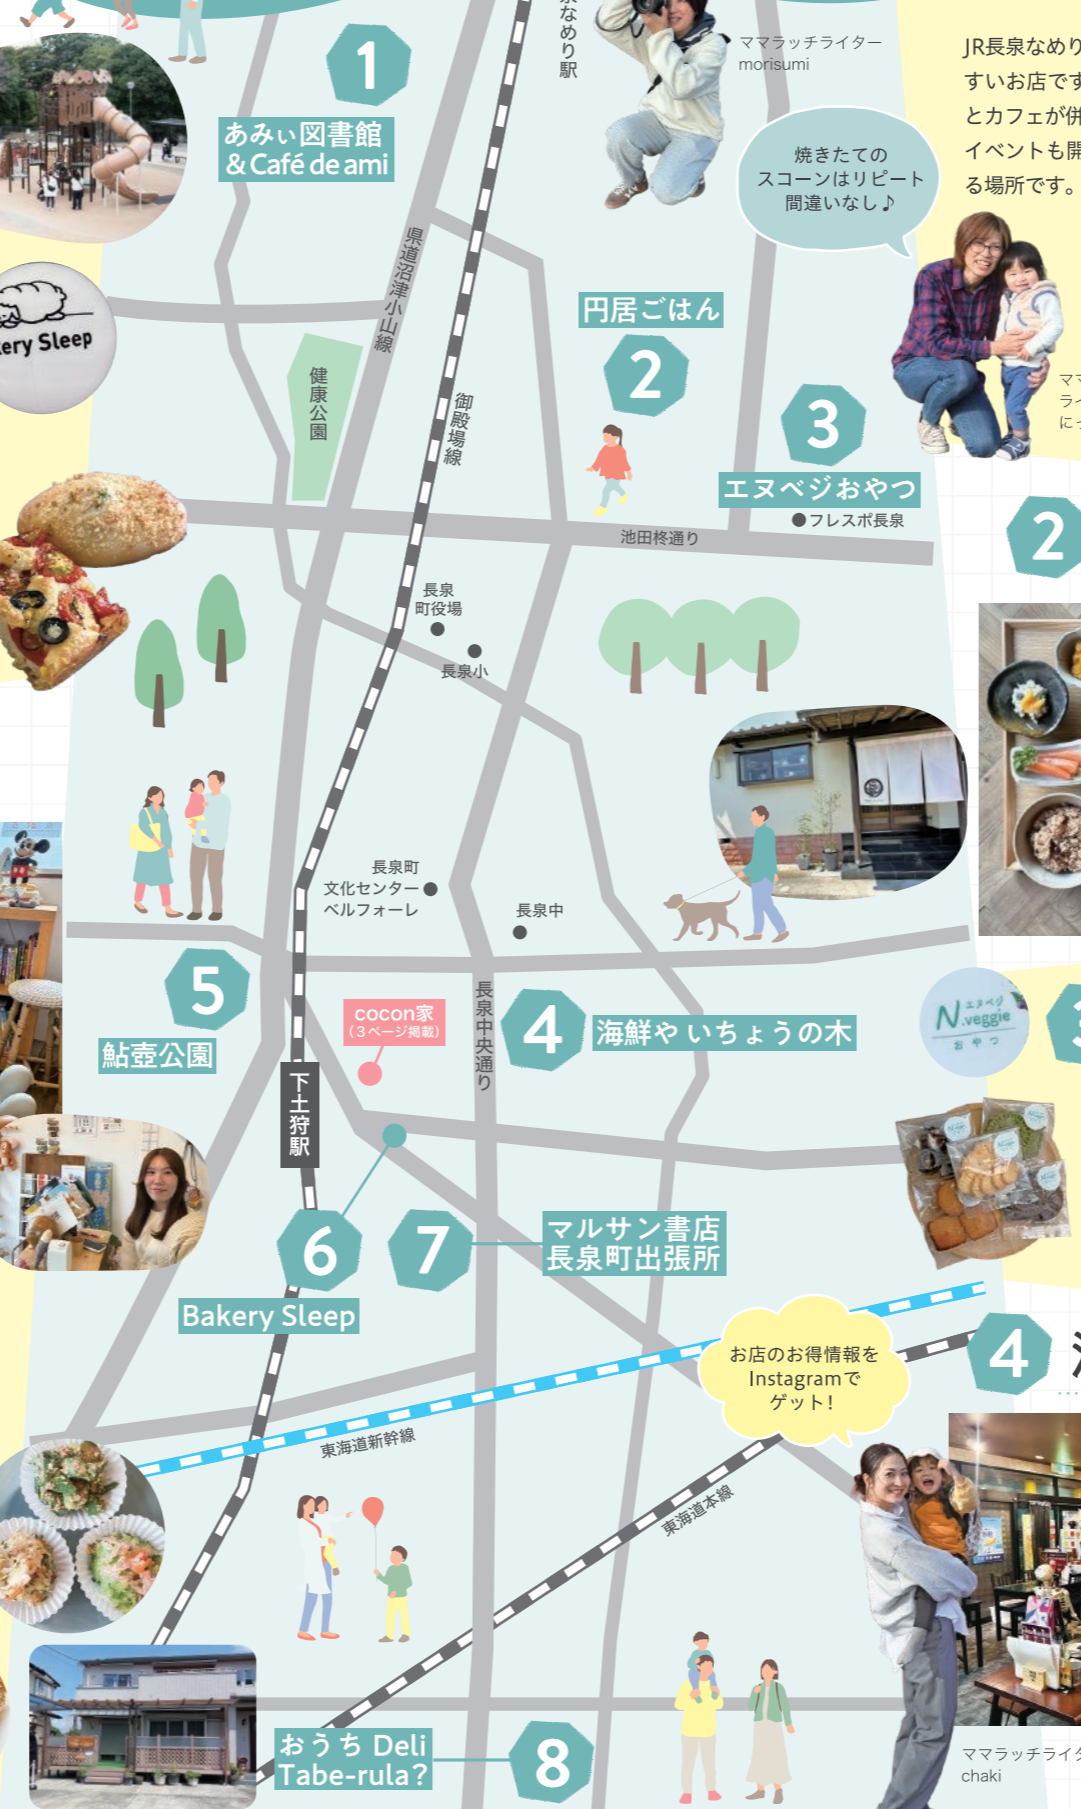 なめり駅
ママラッチライター
morisumi
JR長泉なめり
すいお店です
とカフェが併
イベントも開
る場所です。
1
あみぃ図書館
&Café de ami
焼きたての
スコーンはリピート
間違いなし♪
県道沼津小山線
ery Sleep
円居ごはん
2
健康公園
御殿場線
3
エヌベジおやつ
フレスポ長泉
池田柊通り
2
長泉
町役場
長泉小
長泉町
文化センター
ベルフォーレ
長泉中
5
鮎壺公園
cocon家
(3ページ掲載)
長泉中央通り
4
海鮮や いちょうの木
エヌベジ
N.veggie
おやつ
3
下土狩駅
6
7
マルサン書店
長泉町出張所
Bakery Sleep
お店のお得情報を
Instagramで
ゲット!
4
東海道新幹線
東海道本線
おうち Deli
Tabe-rula?
8
ママラッチライタ
chaki